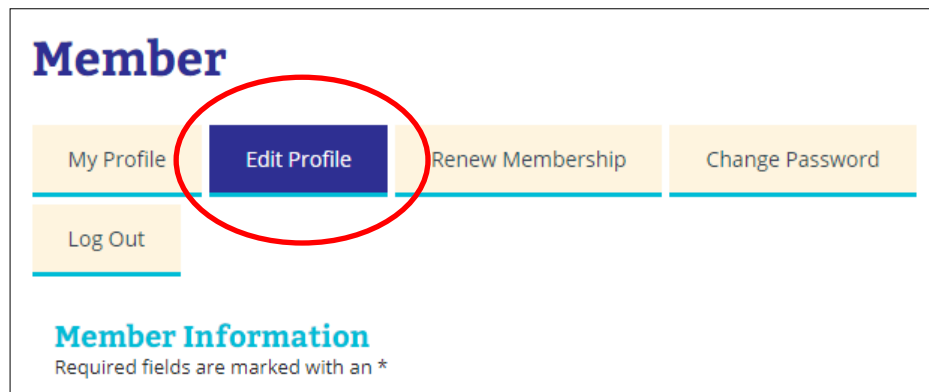 Member
My Profile Edit Profile Renew Membership Change Password
Log Out
Member Information
Required fields are marked with an *